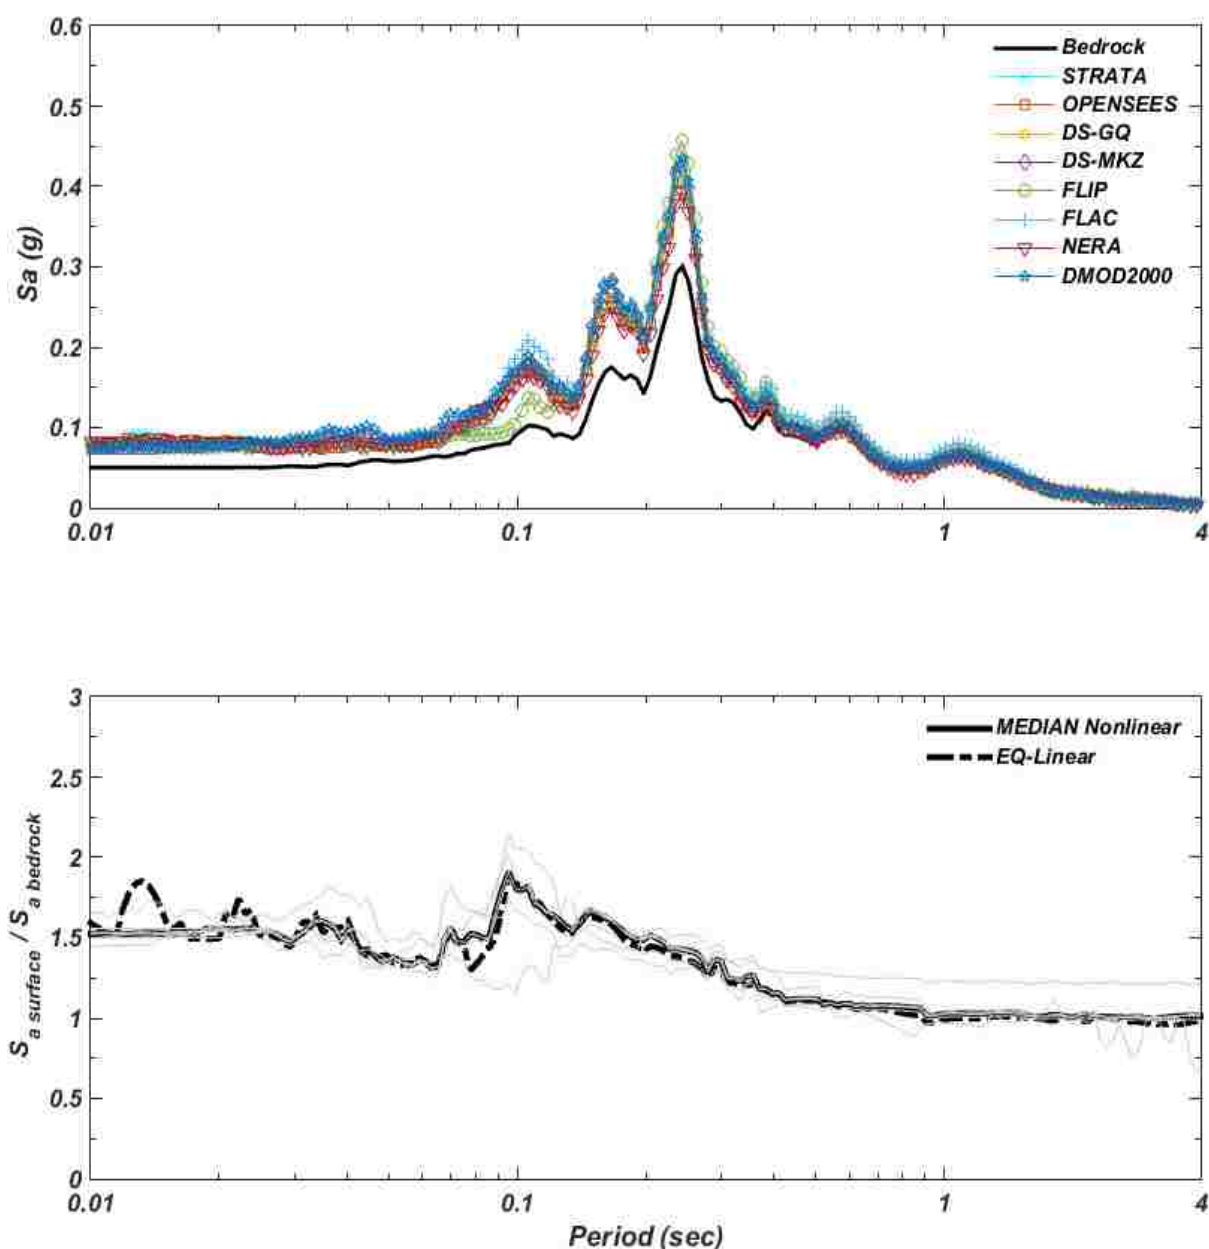 0.6
0.5
0.4
0.3
0.2
0.1
0
Sa (g)
Bedrock
STRATA
OPENSEES
DS-GQ
DS-MKZ
FLIP
FLAC
NERA
DMOD2000
0.01 0.1 1 4
3
2.5
2
1.5
1
0.5
0
S a surface / S a bedrock
MEDIAN Nonlinear
EQ-Linear
0.01 0.1 1 4
Period (sec)